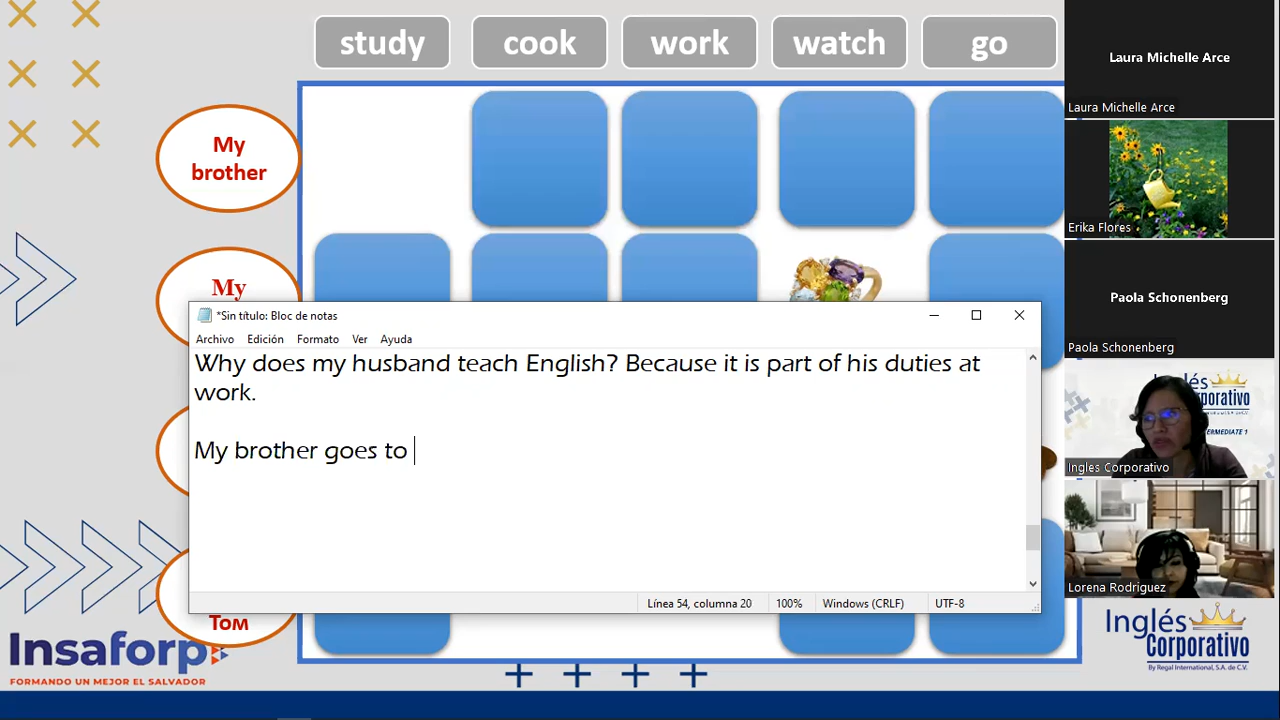 study
cook
work
watch
go
My
brother
My
Tom
*Sin título: Bloc de notas
Archivo
Edición
Formato
Ver
Ayuda
Why does my husband teach English? Because it is part of his duties at
work.
My brother goes to
Línea 54, columna 20
100%
Windows (CRLF)
UTF-8
Insaforp
FORMANDO UN MEJOR EL SALVADOR
Laura Michelle Arce
Laura Michelle Arce
Erika Flores
Paola Schonenberg
Paola Schonenberg
Ingles Corporativo
Lorena Rodriguez
Inglés
Corporativo
By Regal International, S.A. de C.V.